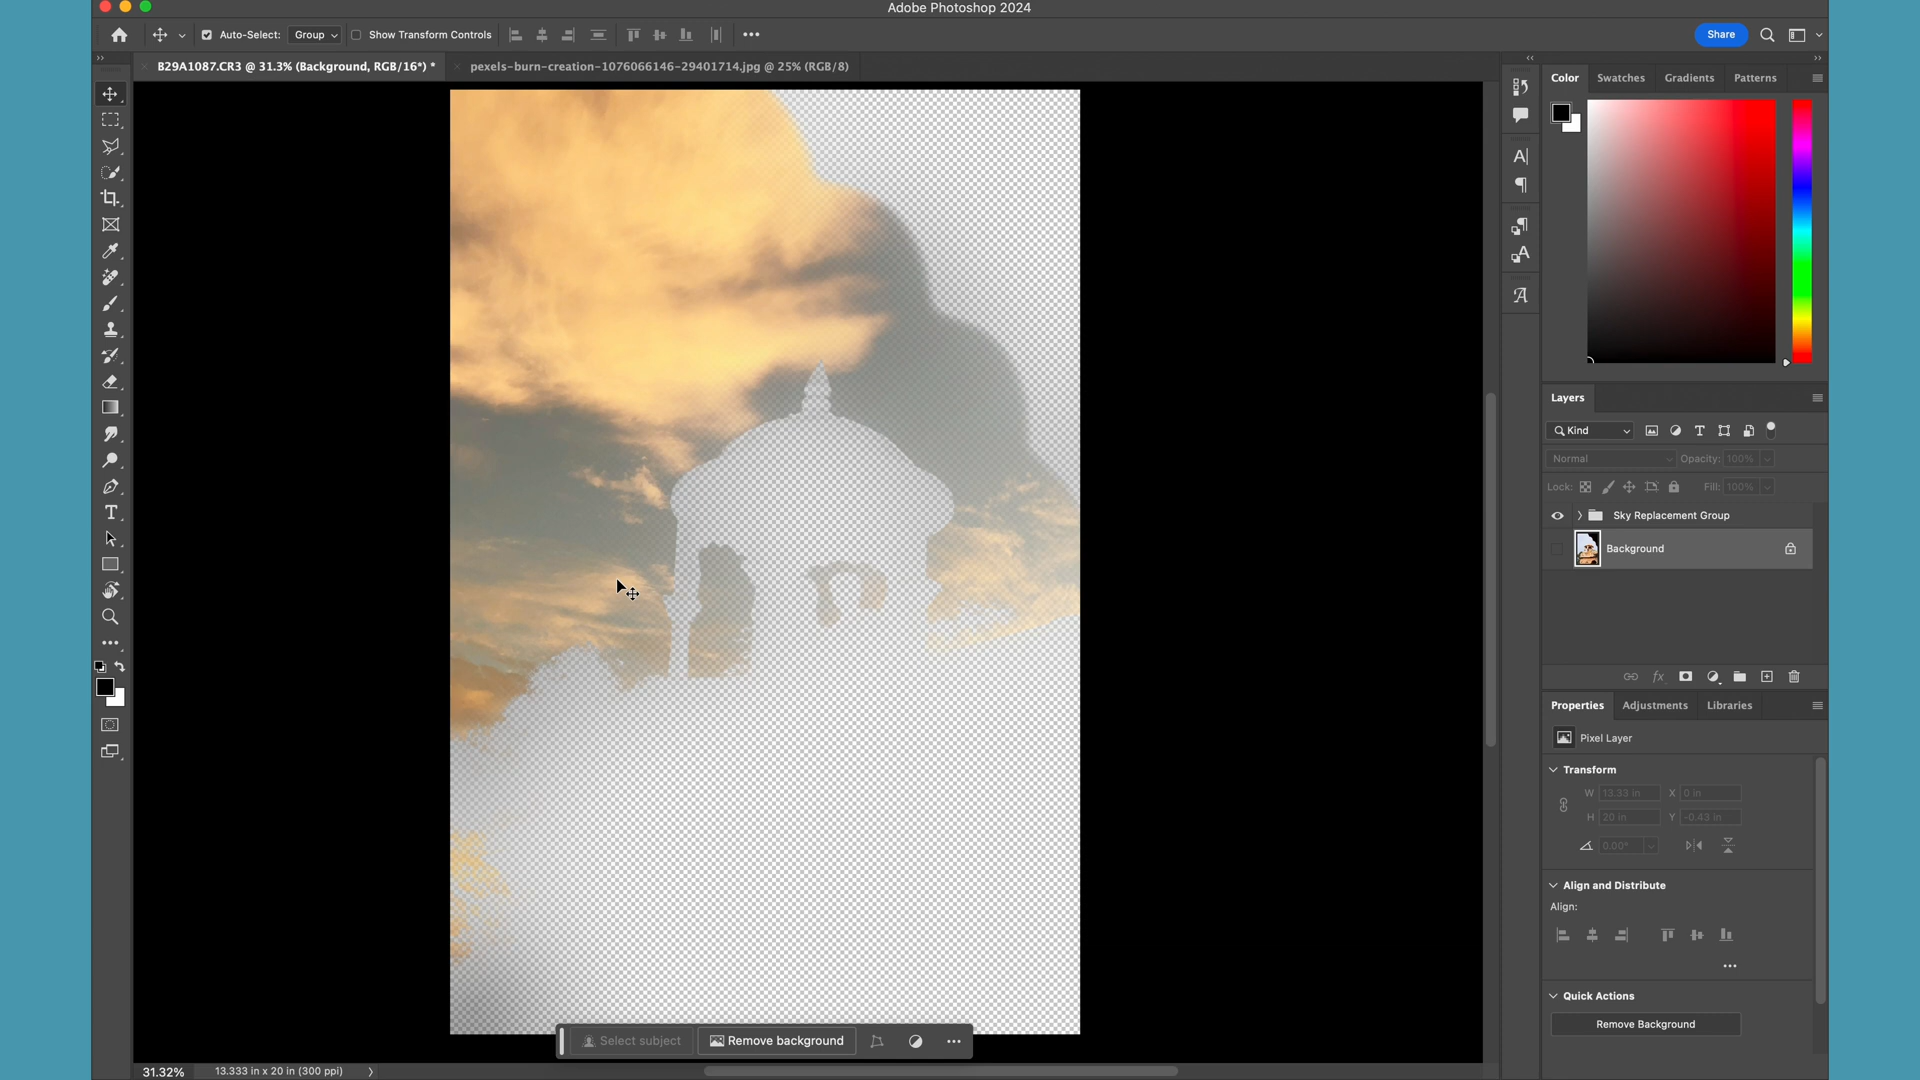 Adobe Photoshop 2024
Auto-Select: Group Show Transform Controls
Share
B29A1087.CR3 @ 31.3% (Background, RGB/16*) *
pexels-burn-creation-1076066146-29401714.jpg @ 25% (RGB/8)
Color Swatches Gradients Patterns
Layers
Kind
Normal Opacity: 100%
Lock: Fill: 100%
Sky Replacement Group
Background
Properties Adjustments Libraries
Pixel Layer
Transform
W 13.33 in X 0 in
H 20 in Y -0.43 in
0.00°
Align and Distribute
Align:
Quick Actions
Remove Background
Select subject Remove background
31.32% 13.333 in x 20 in (300 ppi)